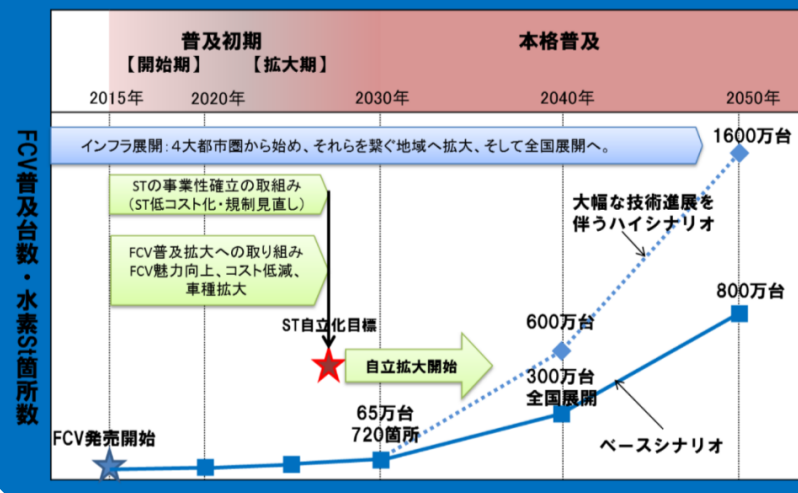 普及初期
【開始期】
【拡大期】
本格普及
2015年
2020年
2030年
2040年
2050年
FCV普及台数・水素St箇所数
インフラ展開:4大都市圏から始め、それらを繋ぐ地域へ拡大、そして全国展開へ。
1600万台
STの事業性確立の取組み
(ST低コスト化・規制見直し)
大幅な技術進展を
伴うハイシナリオ
FCV普及拡大への取り組み
FCV魅力向上、コスト低減、
車種拡大
800万台
ST自立化目標
600万台
自立拡大開始
300万台
全国展開
65万台
720箇所
FCV発売開始
ベースシナリオ